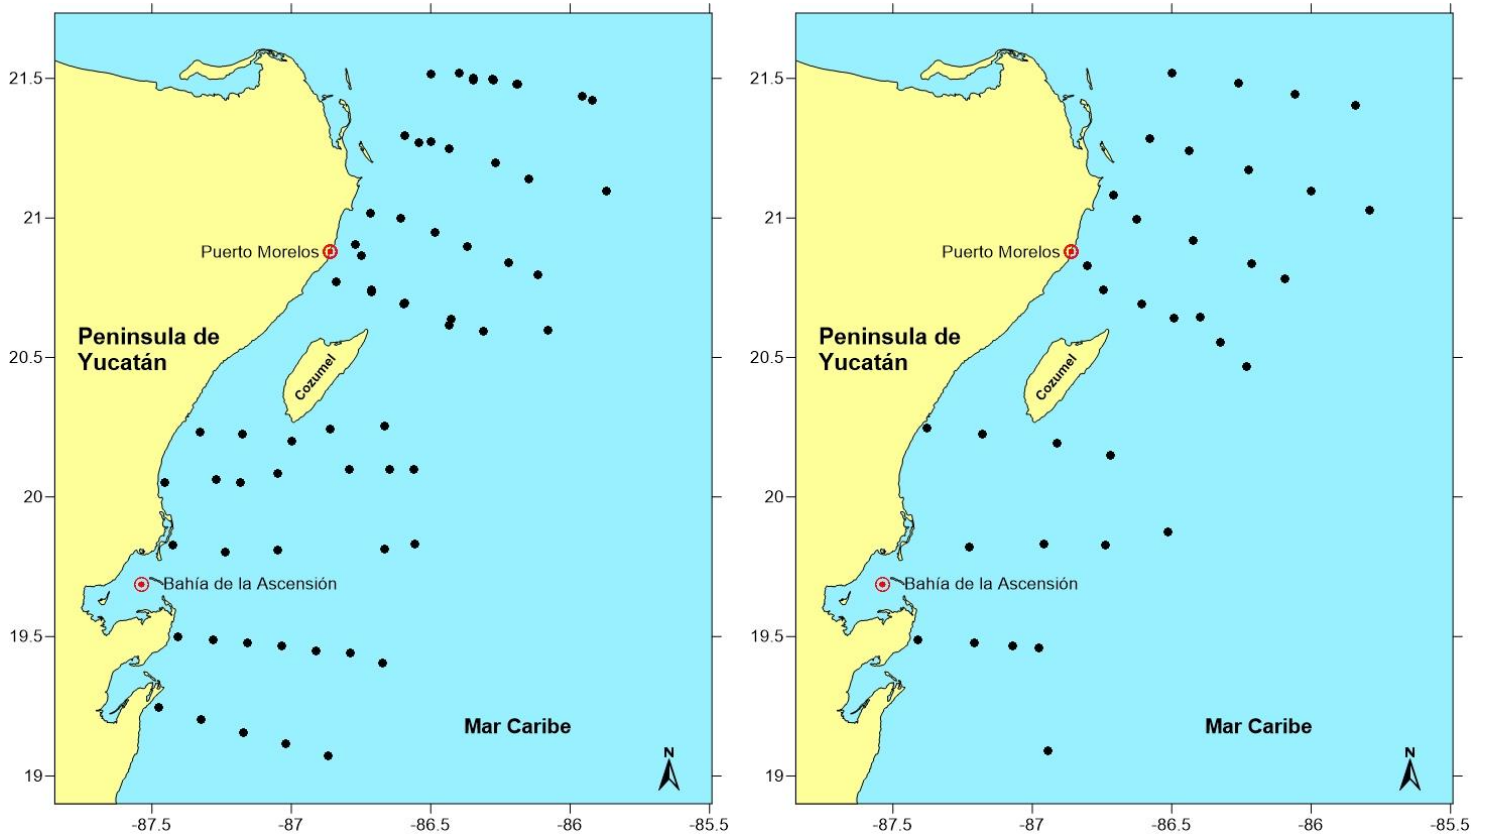 21.5
21
Puerto Morelos
Peninsula de
Yucatán
20.5
Cozumel
20
Bahía de la Ascensión
19.5
Mar Caribe
N
19
-87.5
-87
-86.5
-86
-85.5
21.5
21
Puerto Morelos
Peninsula de
Yucatán
20.5
Cozumel
20
Bahía de la Ascensión
19.5
Mar Caribe
N
19
-87.5
-87
-86.5
-86
-85.5